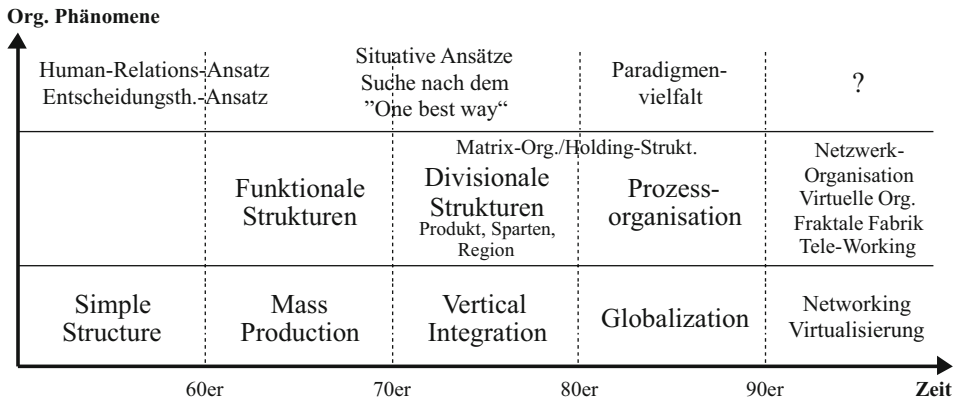 Org. Phänomene
Human-Relations-Ansatz
Entscheidungsth.-Ansatz
Situative Ansätze
Suche nach dem
”One best way“
Paradigmen-
vielfalt
?
Matrix-Org./Holding-Strukt.
Funktionale
Strukturen
Divisionale
Strukturen
Produkt, Sparten,
Region
Prozess-
organisation
Netzwerk-
Organisation
Virtuelle Org.
Fraktale Fabrik
Tele-Working
Simple
Structure
Mass
Production
Vertical
Integration
Globalization
Networking
Virtualisierung
60er
70er
80er
90er
Zeit